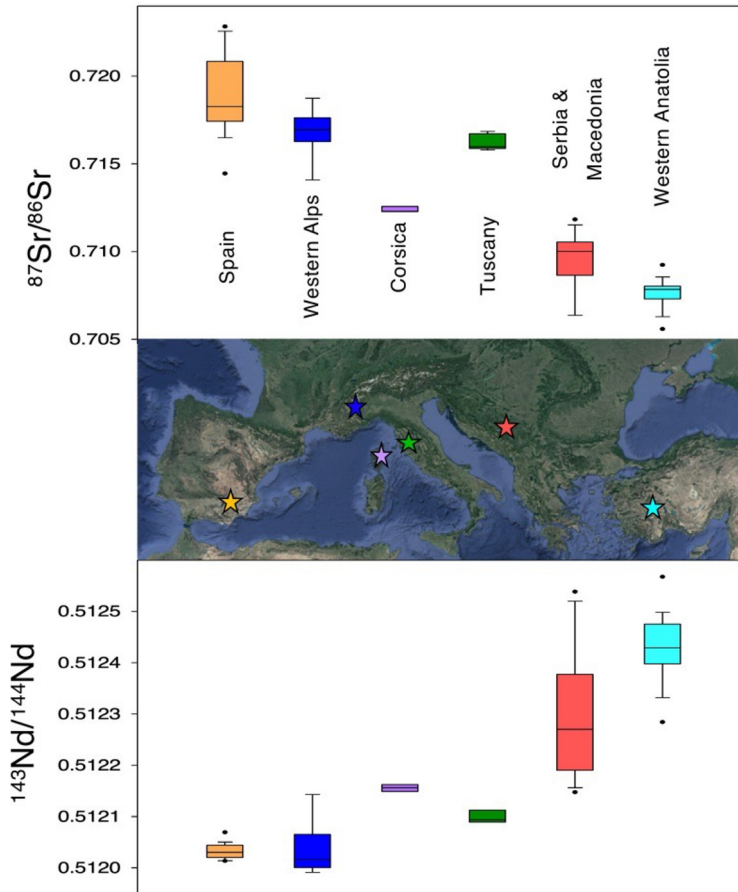 0.720
0.715
0.710
0.705
87Sr/86Sr
Spain
Western Alps
Corsica
Tuscany
Serbia &
Macedonia
Western Anatolia
0.5125
0.5124
0.5123
0.5122
0.5121
0.5120
143Nd/144Nd